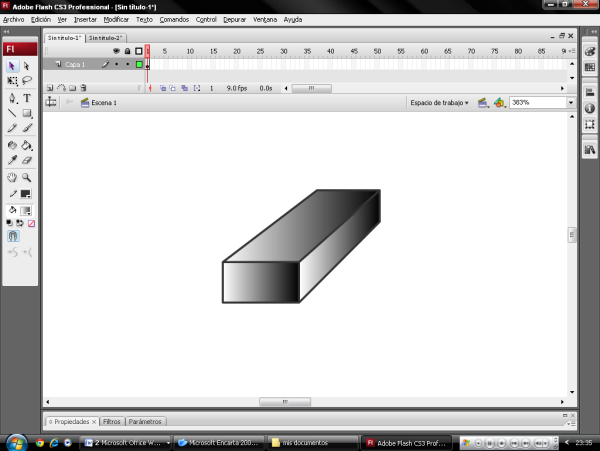 Adobe Flash CS3 Professional - [Sin título-1*]
Archivo Edición Ver Insertar Modificar Texto Comandos Control Depurar Ventana Ayuda
Fl
Sin título-1* Sin título-2*
1 5 10 15 20 25 30 35 40 45 50 55 60 65 70 75 80 85 9
Capa 1
1 9.0 fps 0.0s
Escena 1 Espacio de trabajo 363%
Propiedades × Filtros Parámetros
2 Microsoft Office W... Microsoft Encarta 200... mis documentos Adobe Flash CS3 Prof... 23:35